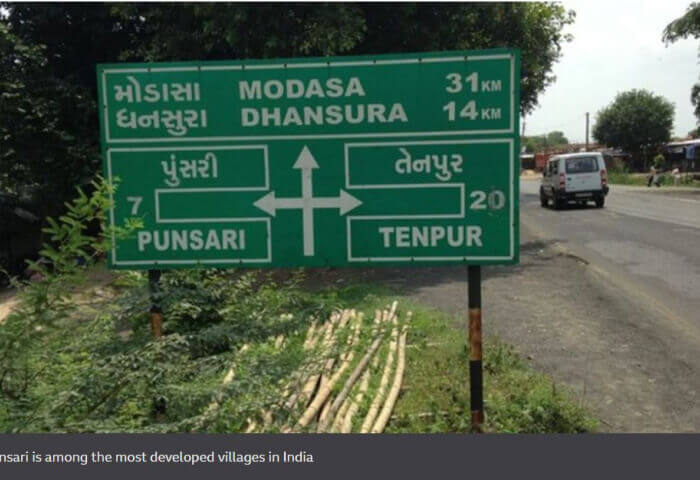 મોડાસા MODASA 31 KM
ધનસુરા DHANSURA 14 KM
પુંસરી
7
PUNSARI
તેનપુર
20
TENPUR
nsari is among the most developed villages in India